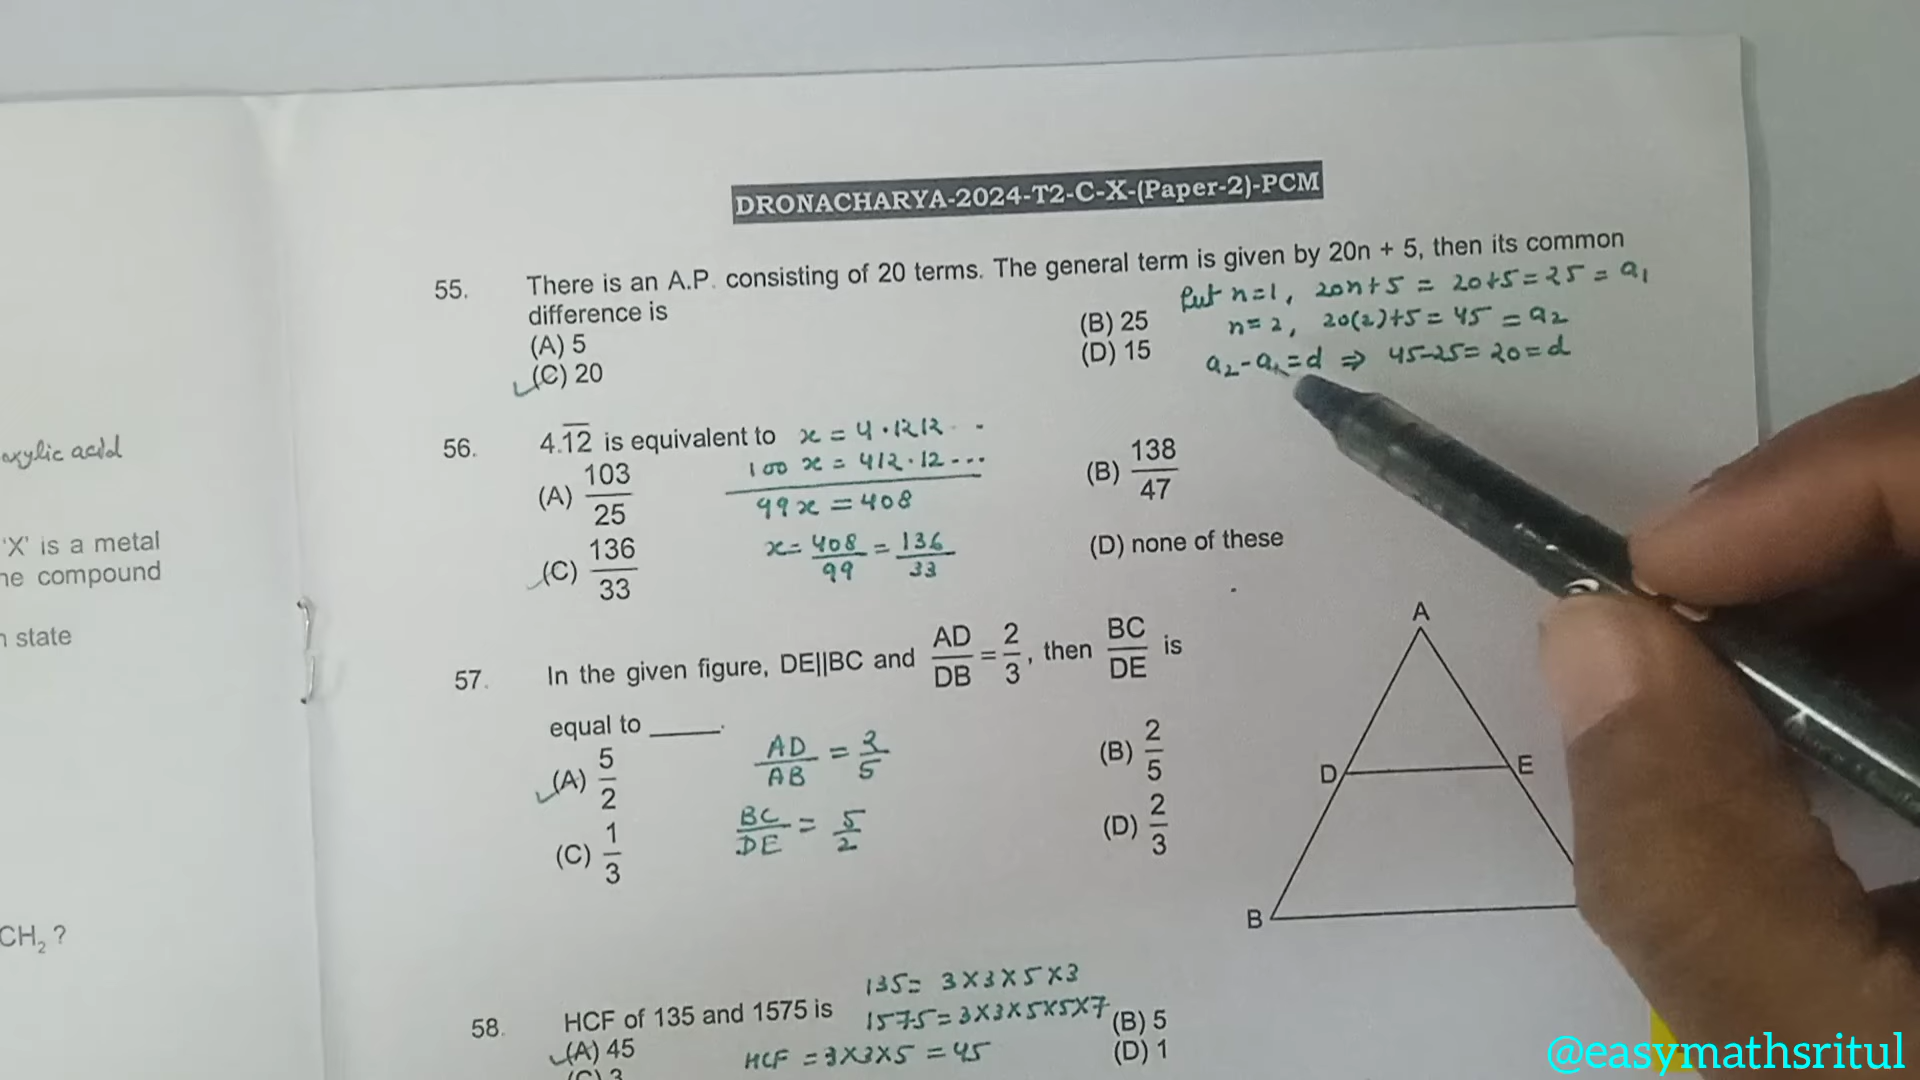 DRONACHARYA-2024-T2-C-X-(Paper-2)-PCM
55. There is an A.P. consisting of 20 terms. The general term is given by 20n + 5, then its common
difference is
Put n=1, 20n+5 = 20+5=25 = a₁
(A) 5
(B) 25
n=2, 20(2)+5=45 = a₂
(C) 20
(D) 15
a₂-a₁=d ⇒ 45-25=20=d
56. 4.1̅2̅ is equivalent to
x = 4.1212...
100x = 412.12...
99x = 408
x = 408/99 = 136/33
(A) 103/25
(B) 138/47
(C) 136/33
(D) none of these
57. In the given figure, DE||BC and AD/DB = 2/3, then BC/DE is
equal to _____.
(A) 5/2
(B) 2/5
(C) 1/3
(D) 2/3
AD/AB = 2/5
BC/DE = 5/2
A
D
E
B
58. HCF of 135 and 1575 is
135= 3×3×5×3
1575=3×3×5×5×7
(A) 45
(B) 5
HCF = 3×3×5 = 45
(C) 3
(D) 1
oxylic acid
'X' is a metal
compound
state
CH₂ ?
@easymathsritul